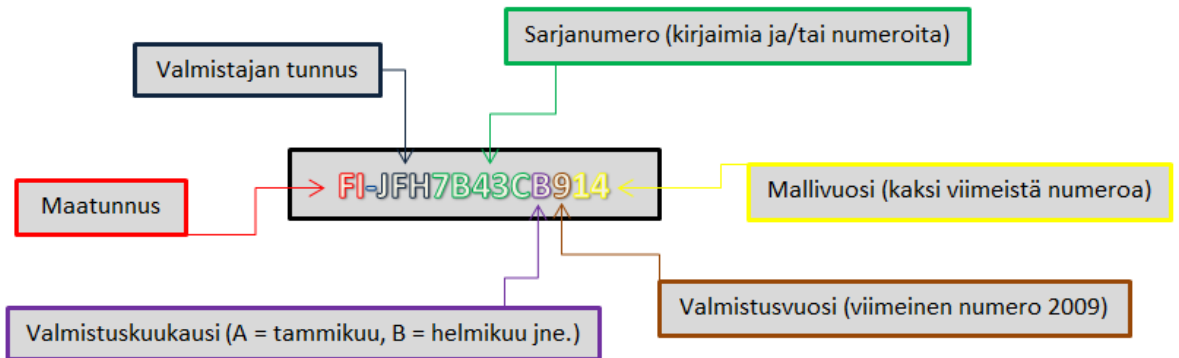 Sarjanumero (kirjaimia ja/tai numeroita)
Valmistajan tunnus
FI-JFH7B43CB914
Maatunnus
Mallivuosi (kaksi viimeistä numeroa)
Valmistusvuosi (viimeinen numero 2009)
Valmistuskuukausi (A = tammikuu, B = helmikuu jne.)